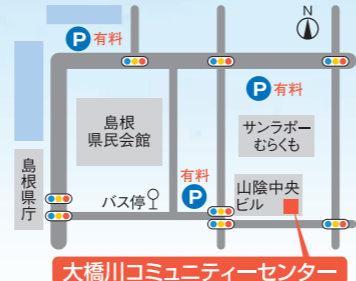 N
P 有料
P 有料
島根
県民会館
サンラポー
むらくも
島根県庁
バス停
有料
P
山陰中央
ビル
大橋川コミュニティーセンター